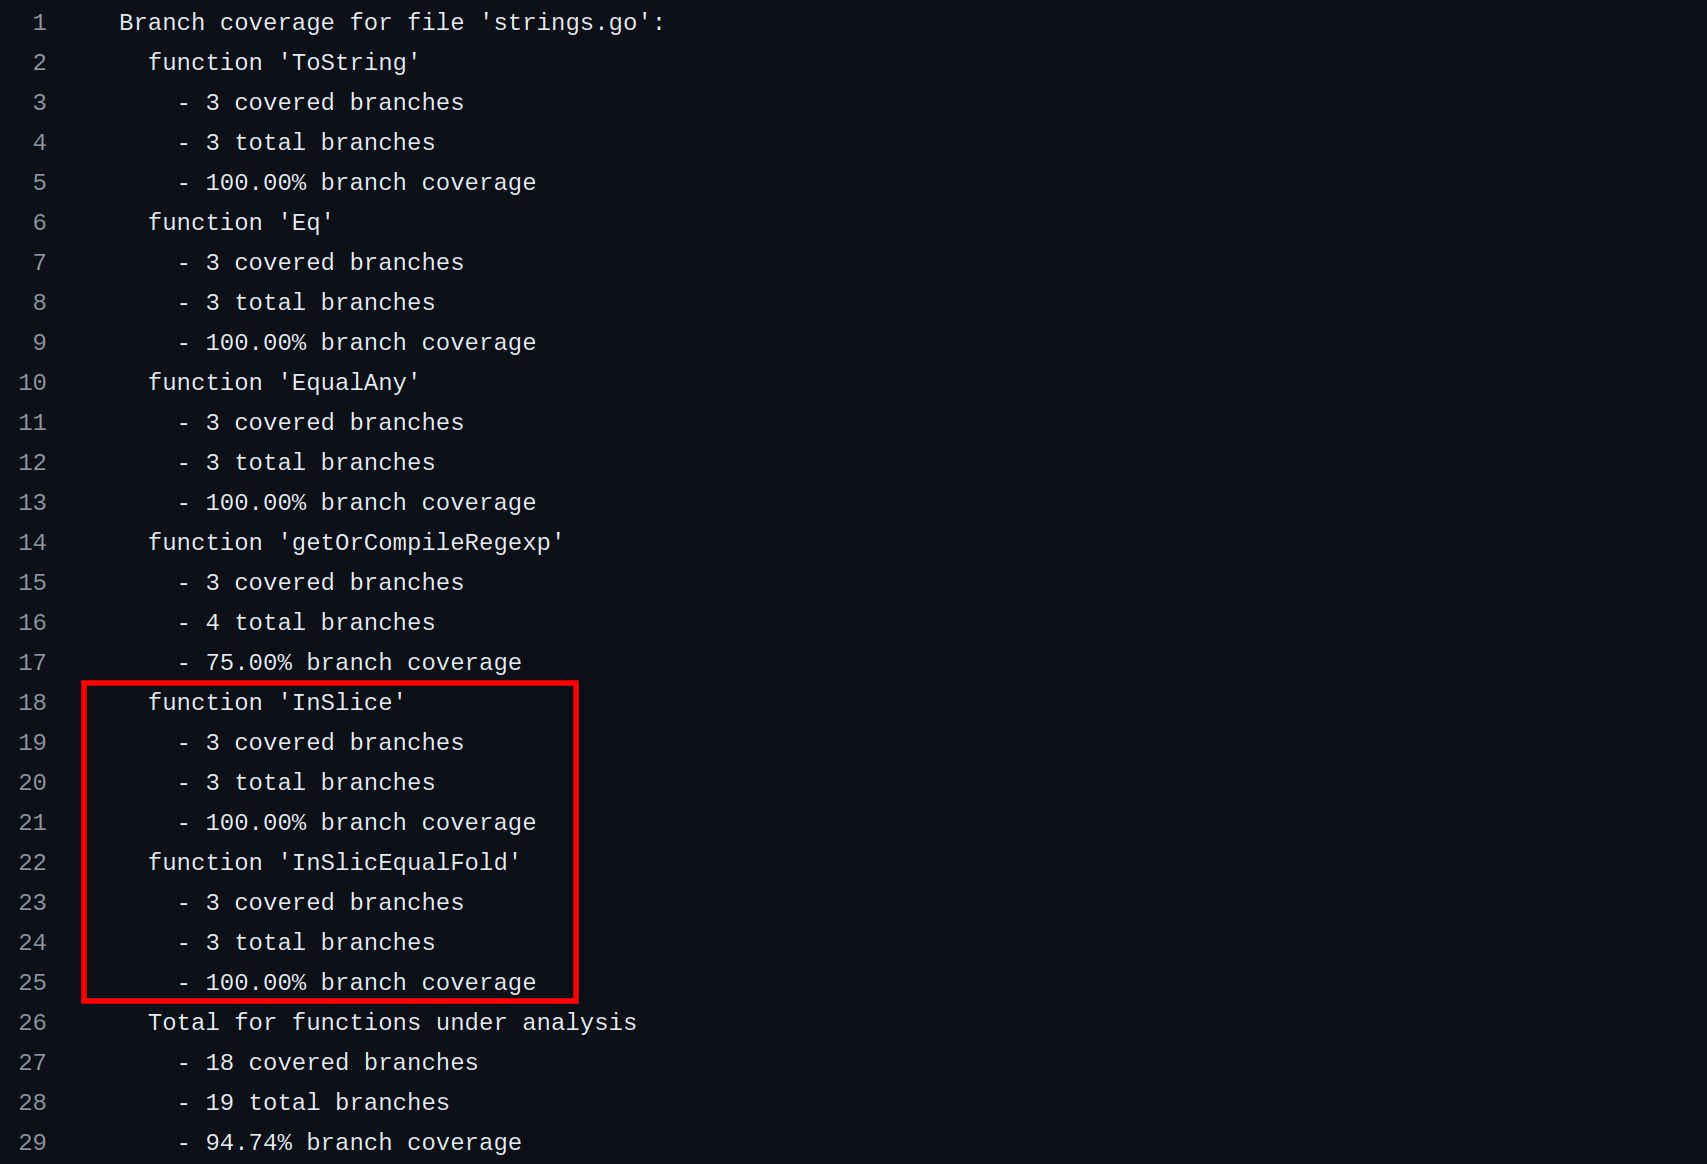 1 Branch coverage for file 'strings.go':
2 function 'ToString'
3 - 3 covered branches
4 - 3 total branches
5 - 100.00% branch coverage
6 function 'Eq'
7 - 3 covered branches
8 - 3 total branches
9 - 100.00% branch coverage
10 function 'EqualAny'
11 - 3 covered branches
12 - 3 total branches
13 - 100.00% branch coverage
14 function 'getOrCompileRegexp'
15 - 3 covered branches
16 - 4 total branches
17 - 75.00% branch coverage
18 function 'InSlice'
19 - 3 covered branches
20 - 3 total branches
21 - 100.00% branch coverage
22 function 'InSlicEqualFold'
23 - 3 covered branches
24 - 3 total branches
25 - 100.00% branch coverage
26 Total for functions under analysis
27 - 18 covered branches
28 - 19 total branches
29 - 94.74% branch coverage